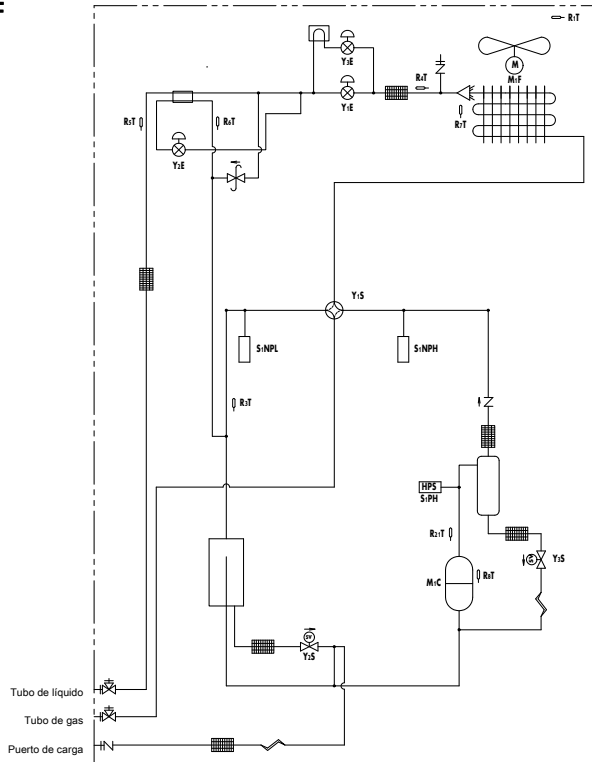 R1T
M
M1F
Y3E
R4T
Y1E
R7T
R5T
R6T
Y2E
Y1S
S1NPL
S1NPH
R3T
HPS
S1PH
R21T
Y3S
M1C
R8T
SV
Y2S
Tubo de líquido
Tubo de gas
Puerto de carga